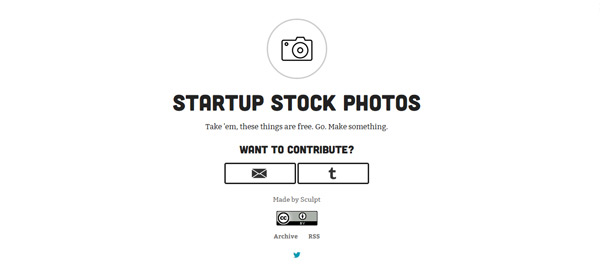 STARTUP STOCK PHOTOS
Take 'em, these things are free. Go. Make something.
WANT TO CONTRIBUTE?
t
Made by Sculpt
cc
BY
Archive RSS